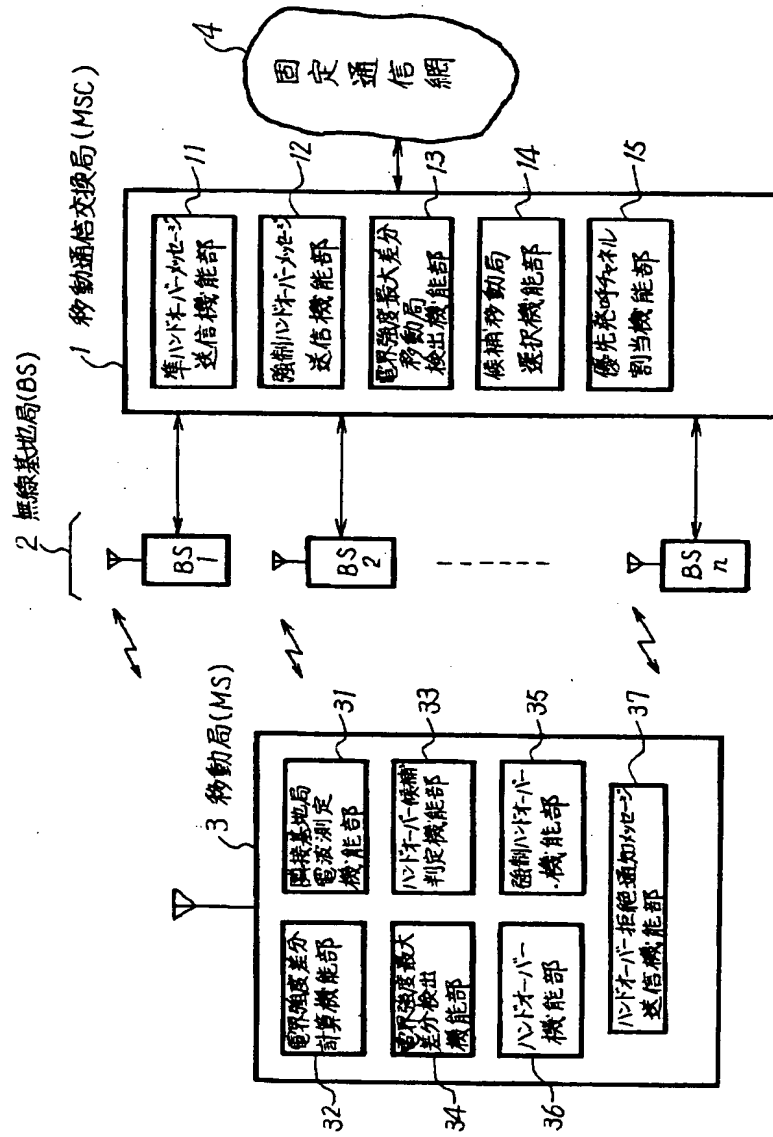 4
固定通信網
1 移動通信交換局(MSC)
準ハンドオーバーメッセージ
送信機能部
11
強制ハンドオーバーメッセージ
送信機能部
12
電界強度最大差分
移動局
検出機能部
13
候補移動局
選択機能部
14
優先発呼チャネル
割当機能部
15
2 無線基地局(BS)
BS
1
BS
2
BS
n
3 移動局(MS)
隣接基地局
電波測定
機能部
31
電界強度差分
計算機能部
32
ハンドオーバー候補
判定機能部
33
電界強度最大
差分検出
機能部
34
強制ハンドオーバー
機能部
35
ハンドオーバー
機能部
36
ハンドオーバー拒絶通知メッセージ
送信機能部
37